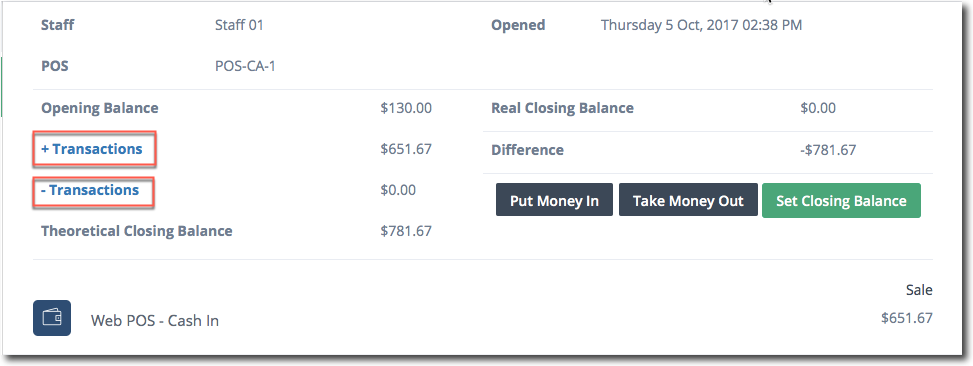 Staff Staff 01 Opened Thursday 5 Oct, 2017 02:38 PM
POS POS-CA-1
Opening Balance $130.00 Real Closing Balance $0.00
+ Transactions $651.67 Difference -$781.67
- Transactions $0.00 Put Money In Take Money Out Set Closing Balance
Theoretical Closing Balance $781.67
Sale
Web POS - Cash In $651.67